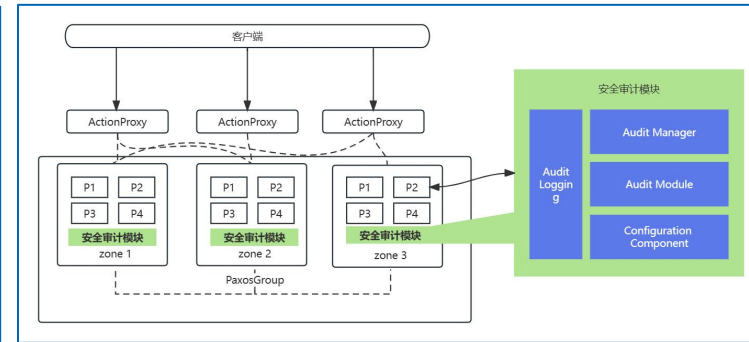 客户端
ActionProxy
ActionProxy
ActionProxy
P1
P2
P3
P4
安全审计模块
zone 1
P1
P2
P3
P4
安全审计模块
zone 2
P1
P2
P3
P4
安全审计模块
zone 3
PaxosGroup
安全审计模块
Audit
Loggin
g
Audit Manager
Audit Module
Configuration
Component